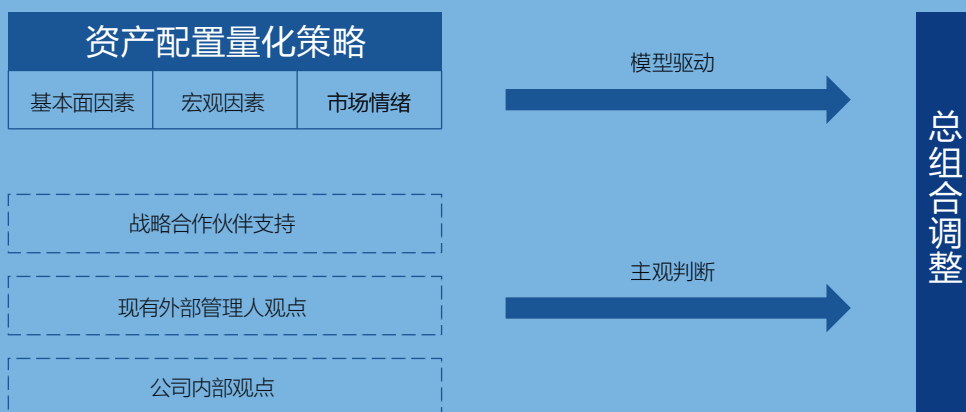 资产配置量化策略
基本面因素
宏观因素
市场情绪
模型驱动
战略合作伙伴支持
现有外部管理人观点
公司内部观点
主观判断
总组合调整